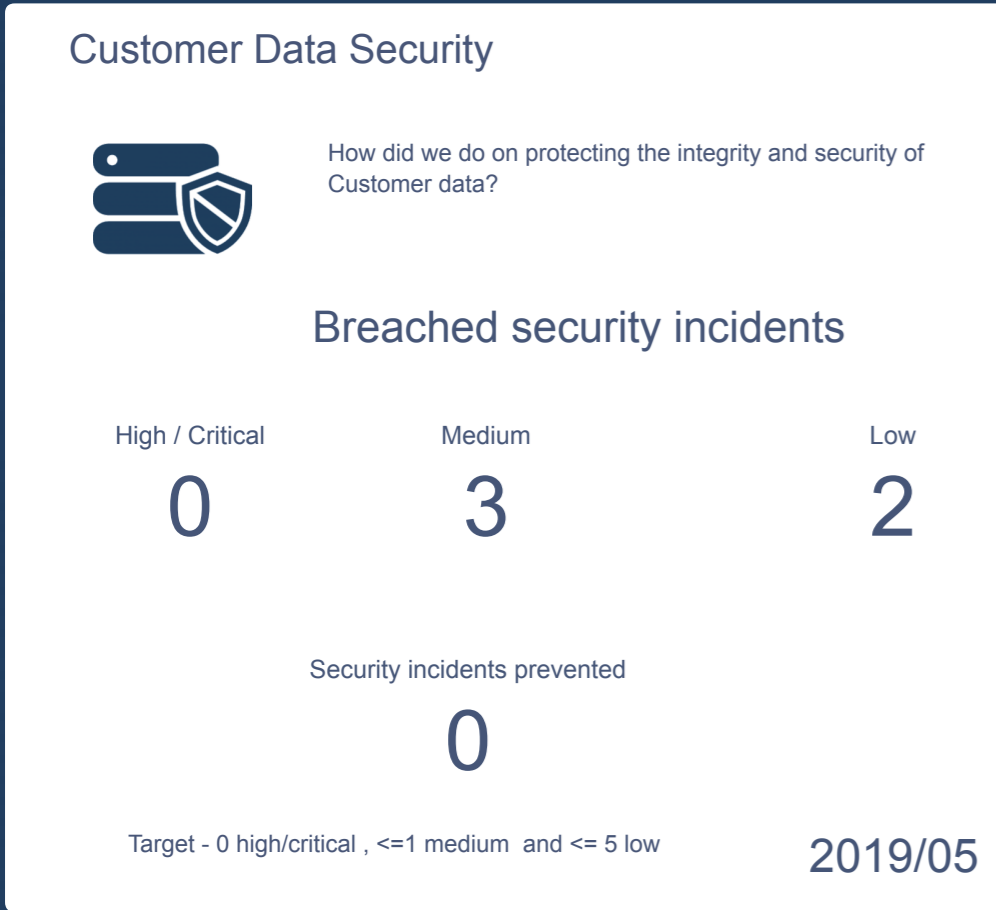 Customer Data Security
How did we do on protecting the integrity and security of
Customer data?
Breached security incidents
High / Critical Medium Low
0 3 2
Security incidents prevented
0
Target - 0 high/critical , <=1 medium  and <= 5 low
2019/05